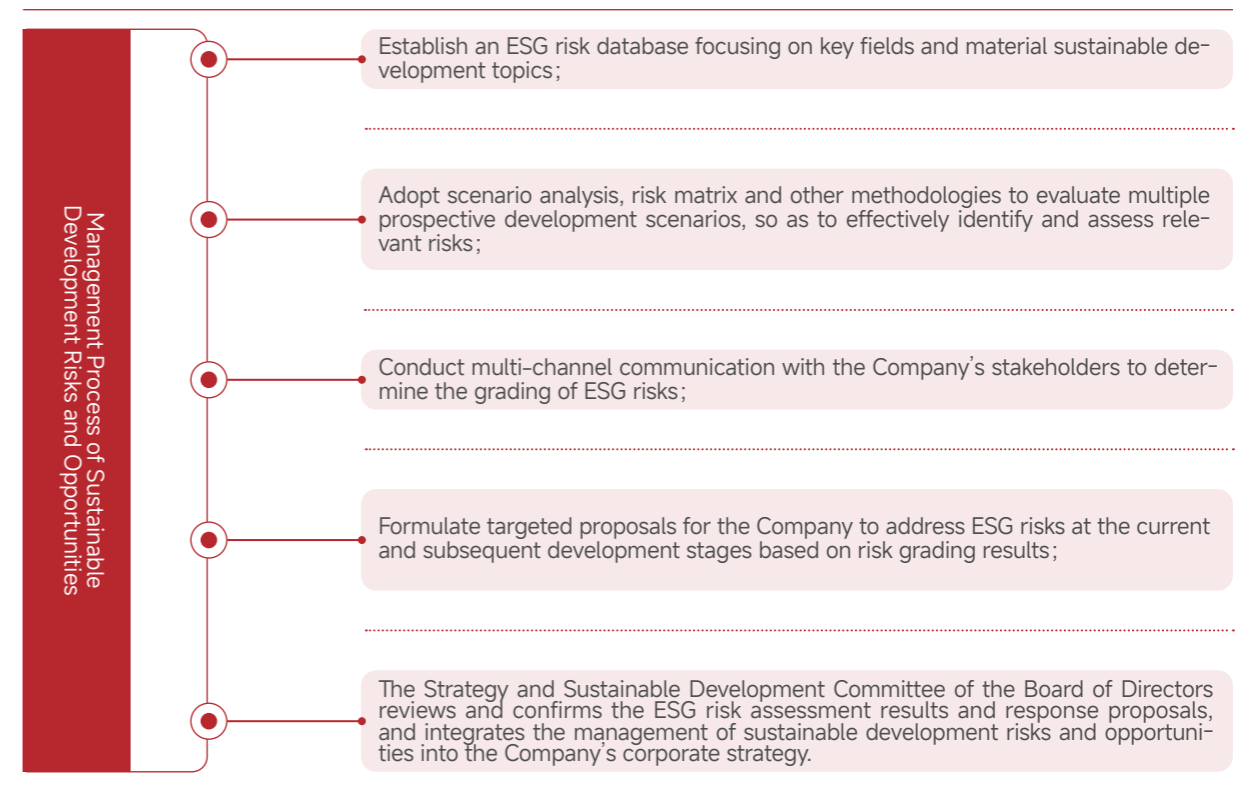 Management Process of Sustainable
Development Risks and Opportunities
Establish an ESG risk database focusing on key fields and material sustainable de-
velopment topics;
Adopt scenario analysis, risk matrix and other methodologies to evaluate multiple
prospective development scenarios, so as to effectively identify and assess rele-
vant risks;
Conduct multi-channel communication with the Company's stakeholders to deter-
mine the grading of ESG risks;
Formulate targeted proposals for the Company to address ESG risks at the current
and subsequent development stages based on risk grading results;
The Strategy and Sustainable Development Committee of the Board of Directors
reviews and confirms the ESG risk assessment results and response proposals,
and integrates the management of sustainable development risks and opportuni-
ties into the Company's corporate strategy.